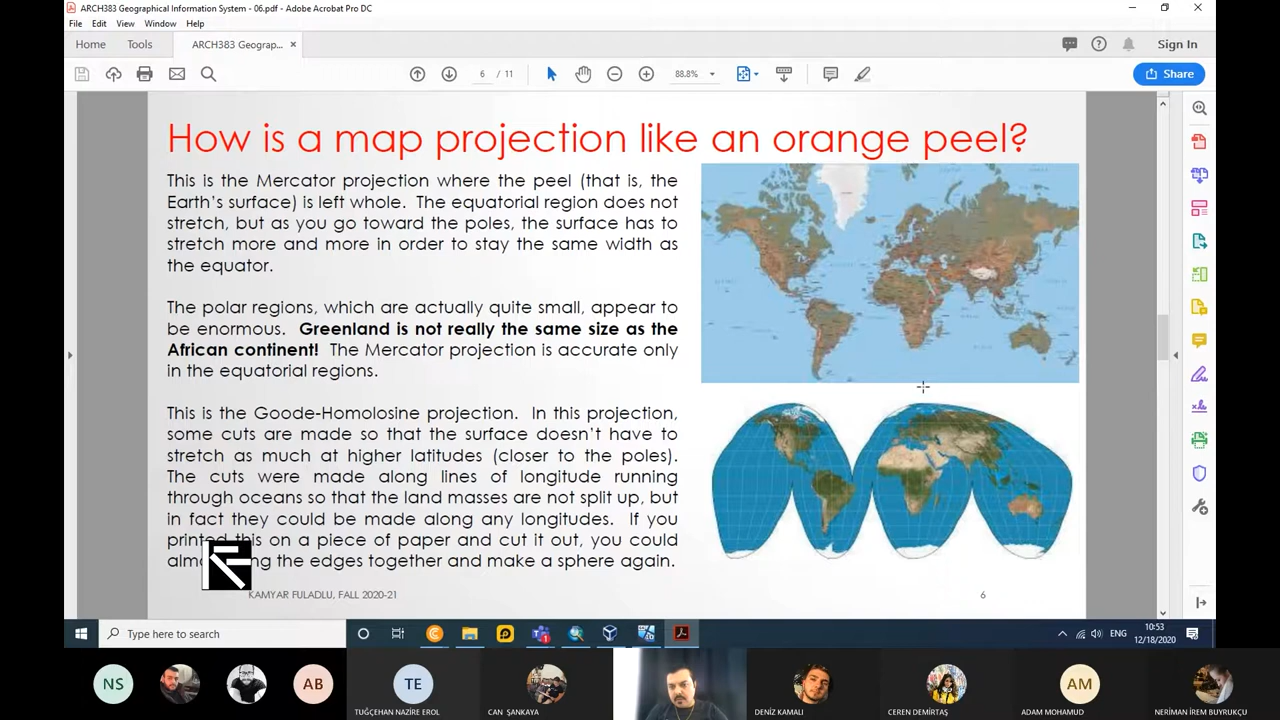 ARCH383 Geographical Information System - 06.pdf - Adobe Acrobat Pro DC
File Edit View Window Help
Home Tools ARCH383 Geograp... × Sign In
6 / 11 88.8% Share
How is a map projection like an orange peel?
This is the Mercator projection where the peel (that is, the
Earth's surface) is left whole. The equatorial region does not
stretch, but as you go toward the poles, the surface has to
stretch more and more in order to stay the same width as
the equator.
The polar regions, which are actually quite small, appear to
be enormous. Greenland is not really the same size as the
African continent! The Mercator projection is accurate only
in the equatorial regions.
This is the Goode-Homolosine projection. In this projection,
some cuts are made so that the surface doesn't have to
stretch as much at higher latitudes (closer to the poles).
The cuts were made along lines of longitude running
through oceans so that the land masses are not split up, but
in fact they could be made along any longitudes. If you
printed this on a piece of paper and cut it out, you could
the edges together and make a sphere again.
KAMYAR FULADLU, FALL 2020-21 6
Type here to search
ENG
10:53
12/18/2020
NS AB TE AM
TUĞÇEHAN NAZİRE EROL CAN ŞANKAYA DENİZ KAMALI CEREN DEMİRTAŞ ADAM MOHAMUD NERİMAN İREM BUYRUKÇU